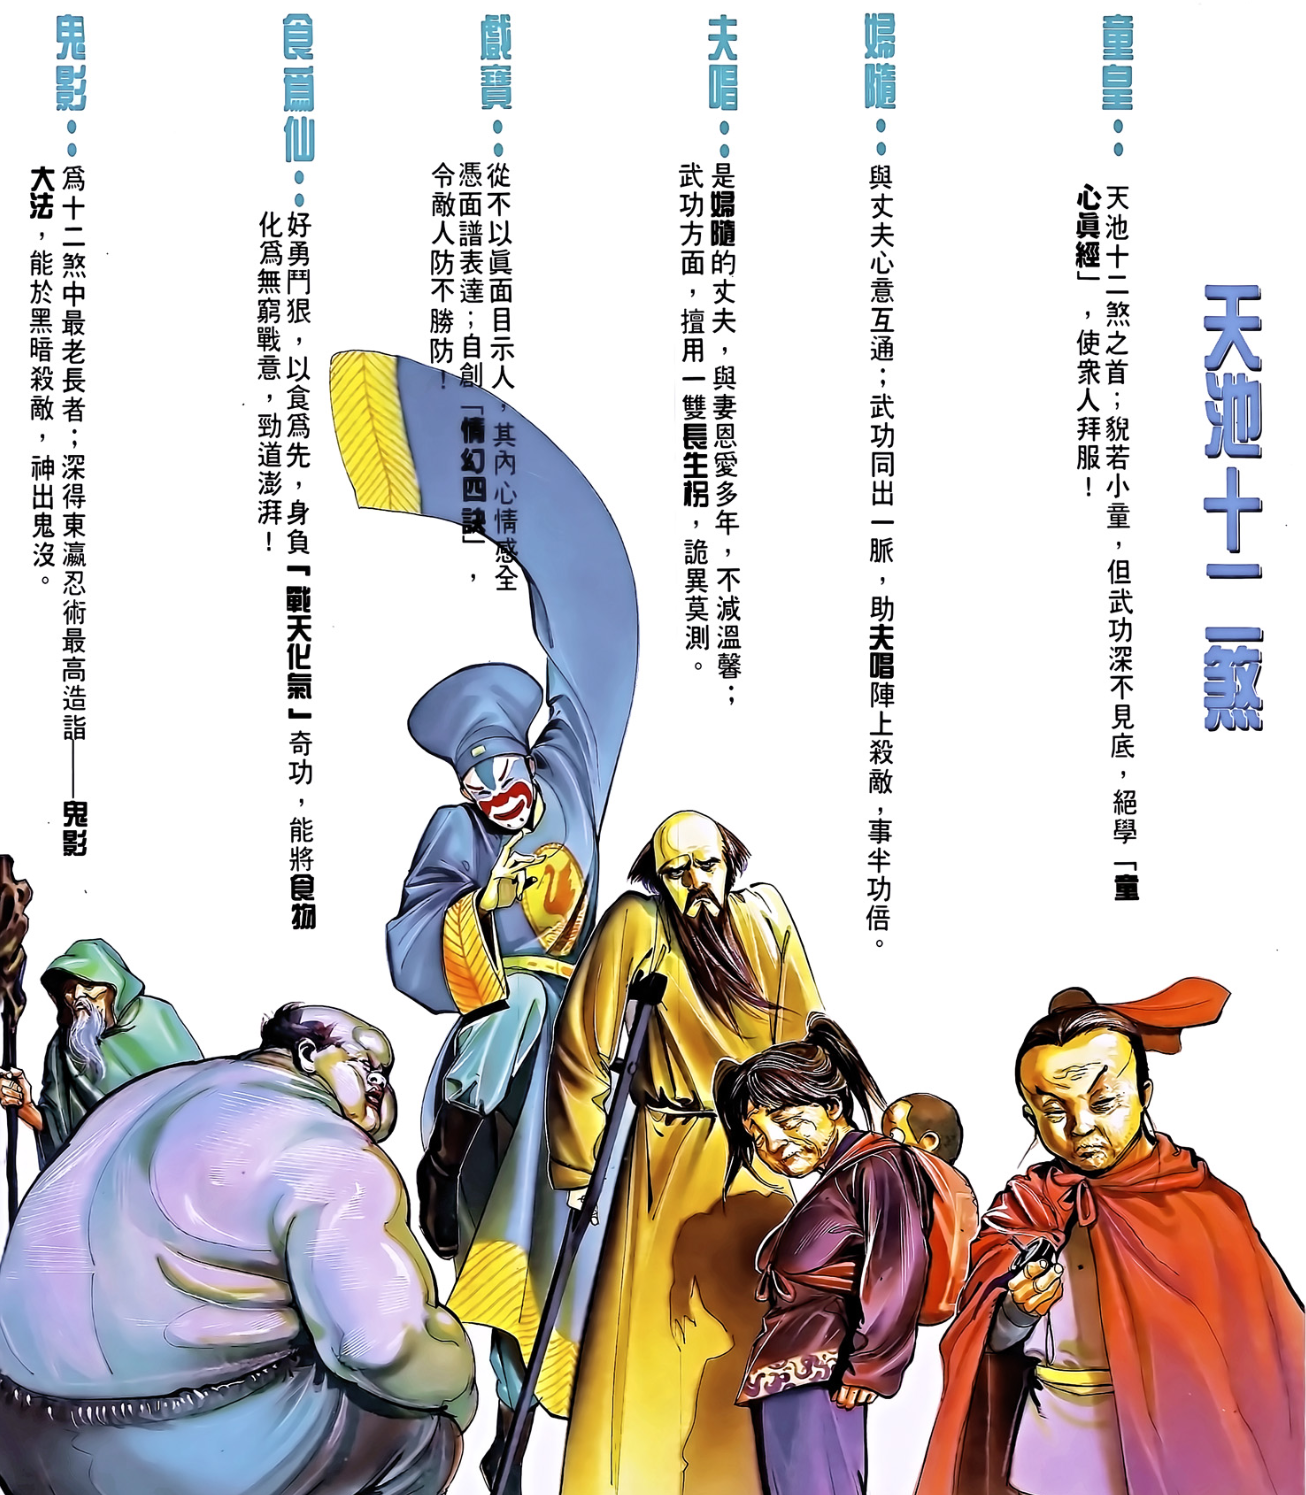 天池十二煞
童皇：
天池十二煞之首；貌若小童，但武功深不見底，絕學「童
心眞經」，使衆人拜服！
婦隨：
與丈夫心意互通；武功同出一脈，助夫唱陣上殺敵，事半功倍。
夫唱：
是婦隨的丈夫，與妻恩愛多年，不減溫馨；
武功方面，擅用一雙長生柺，詭異莫測。
戲寶：
從不以眞面目示人，其內心情感全
憑面譜表達；自創「情幻四訣」，
令敵人防不勝防！
食爲仙：
好勇鬥狠，以食爲先，身負「戰天化氣」奇功，能將食物
化爲無窮戰意，勁道澎湃！
鬼影：
爲十二煞中最老長者；深得東瀛忍術最高造詣——鬼影
大法，能於黑暗殺敵，神出鬼沒。